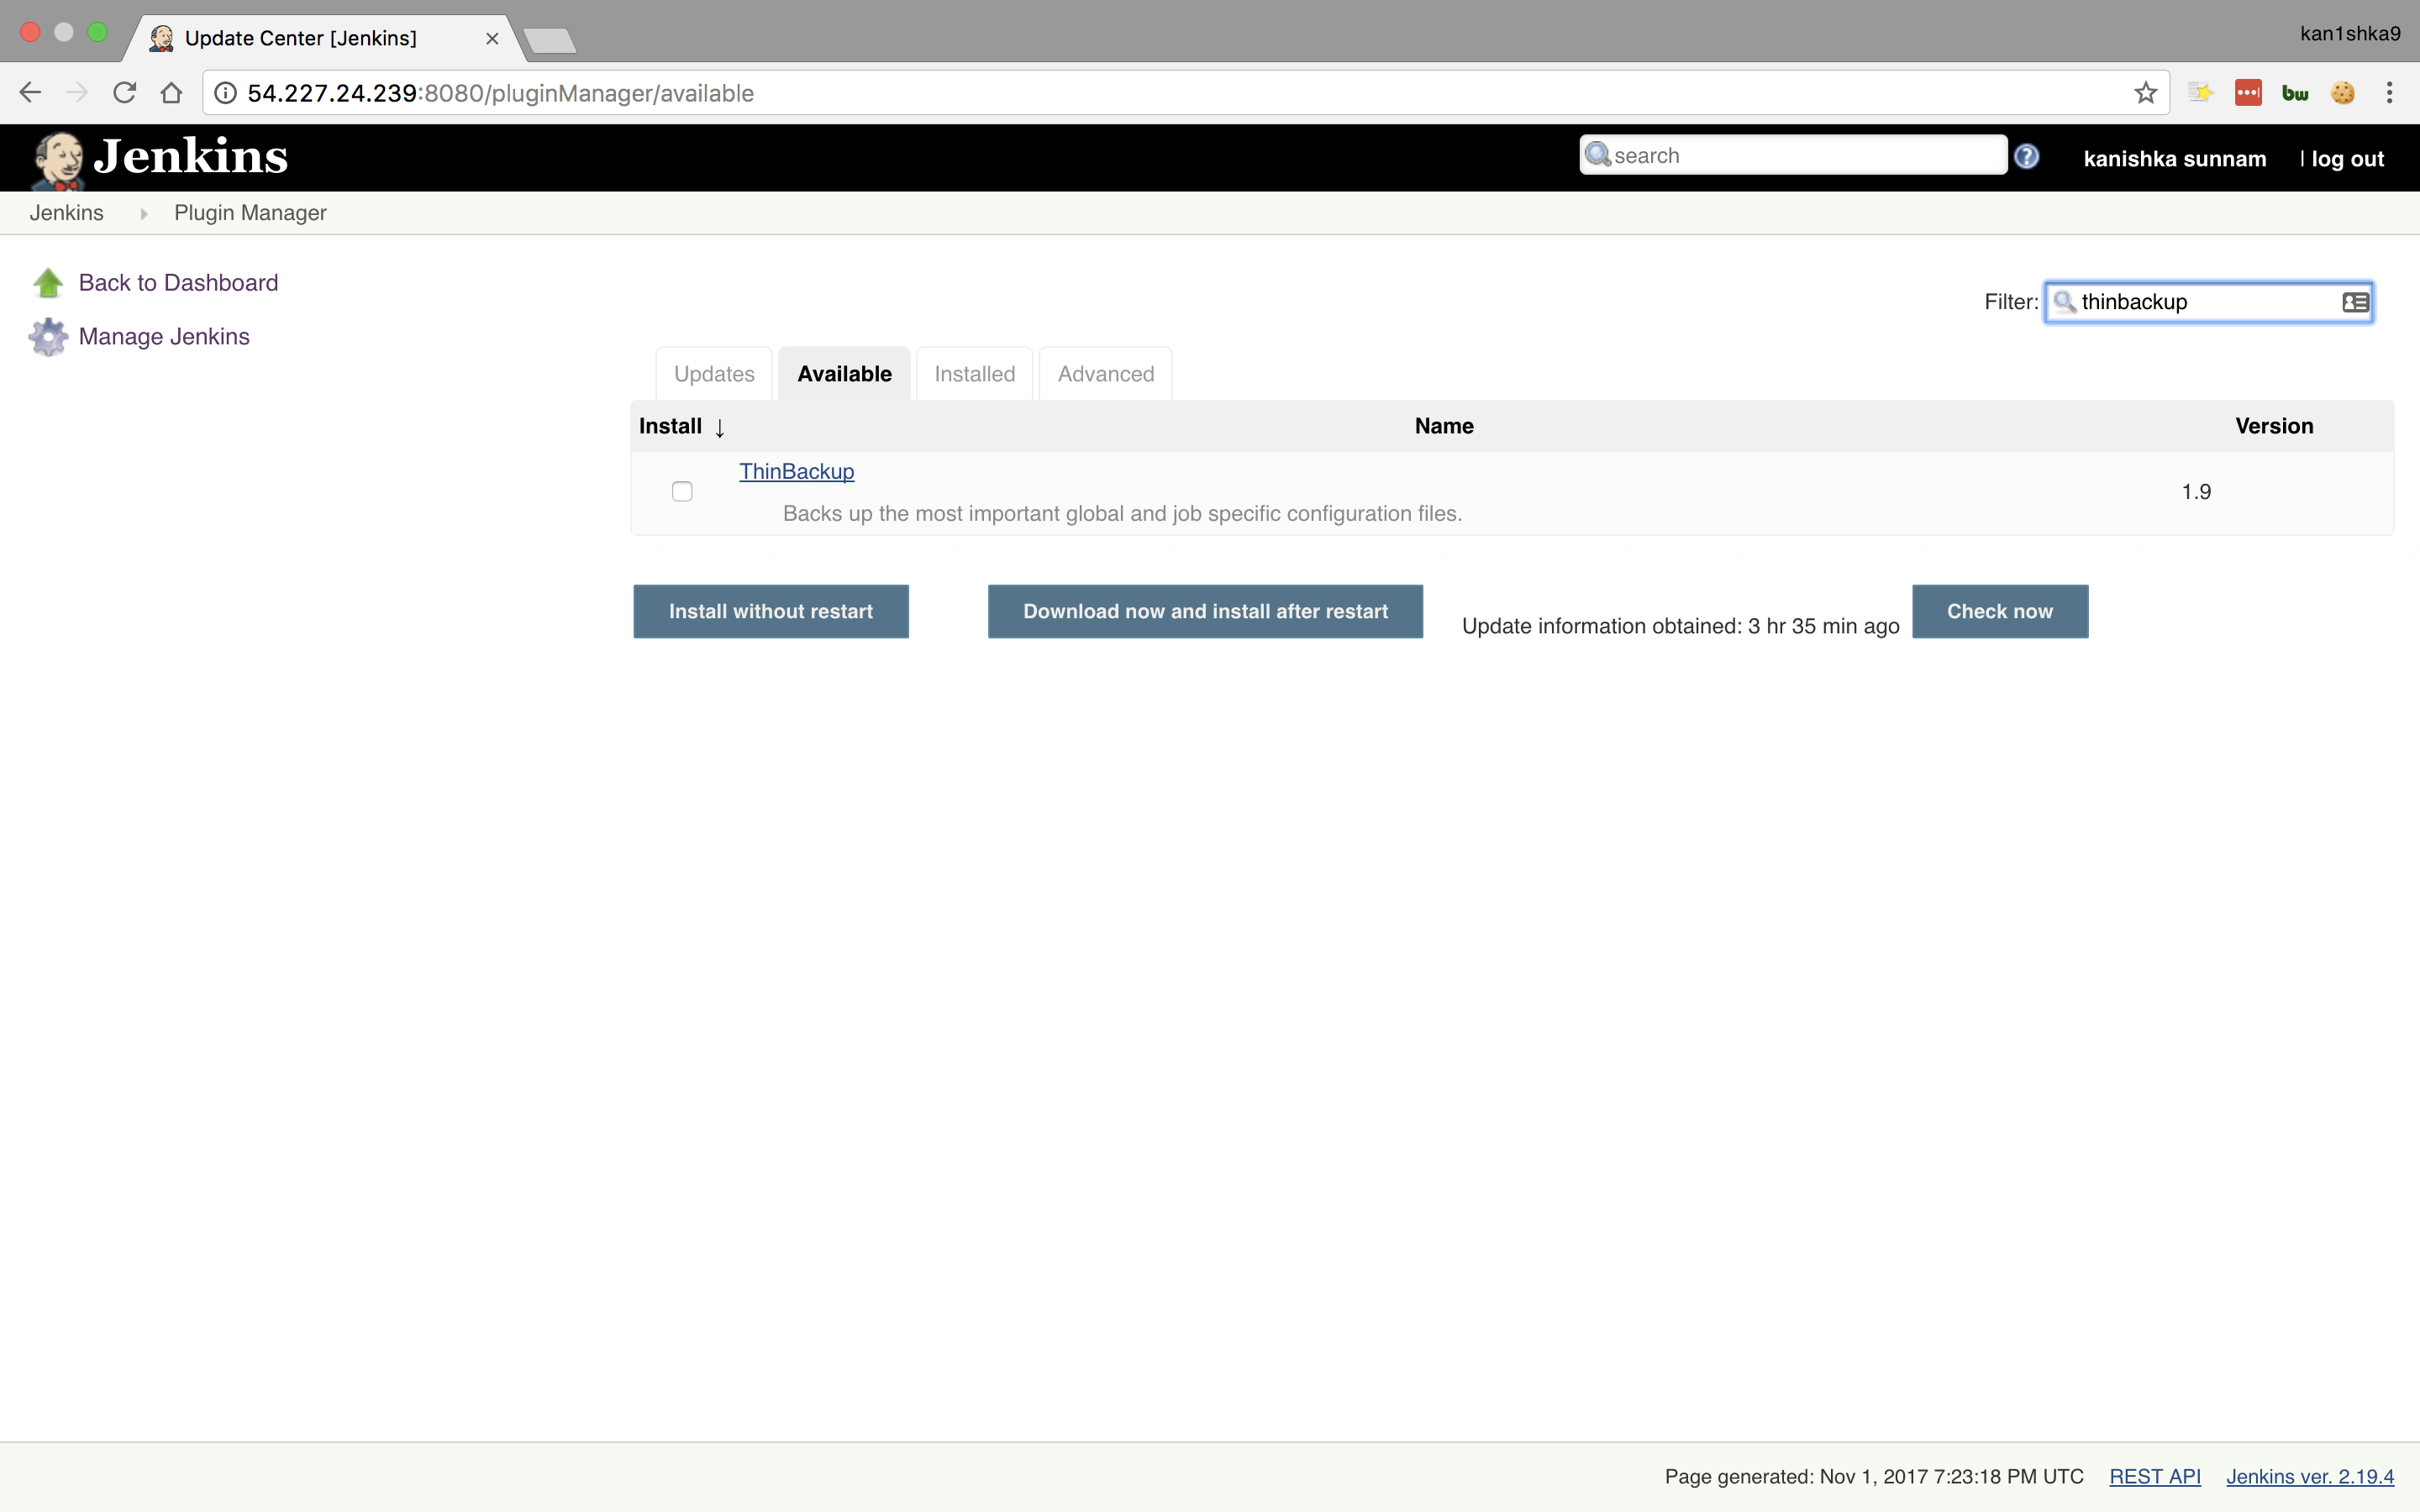 Update Center [Jenkins]
kan1shka9
54.227.24.239:8080/pluginManager/available
bw
Jenkins
search
kanishka sunnam
| log out
Jenkins
Plugin Manager
Back to Dashboard
Manage Jenkins
Filter: thinbackup
Updates
Available
Installed
Advanced
Install ↓
Name
Version
ThinBackup
Backs up the most important global and job specific configuration files.
1.9
Install without restart
Download now and install after restart
Update information obtained: 3 hr 35 min ago
Check now
Page generated: Nov 1, 2017 7:23:18 PM UTC
REST API
Jenkins ver. 2.19.4